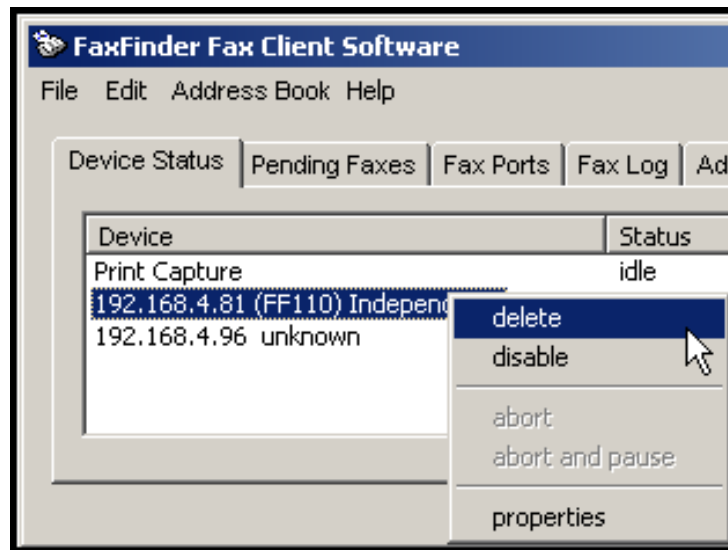 FaxFinder Fax Client Software
File Edit Address Book Help
Device Status Pending Faxes Fax Ports Fax Log
Device Status
Print Capture idle
192.168.4.81 (FF110)
192.168.4.96 unknown
delete
disable
abort
abort and pause
properties